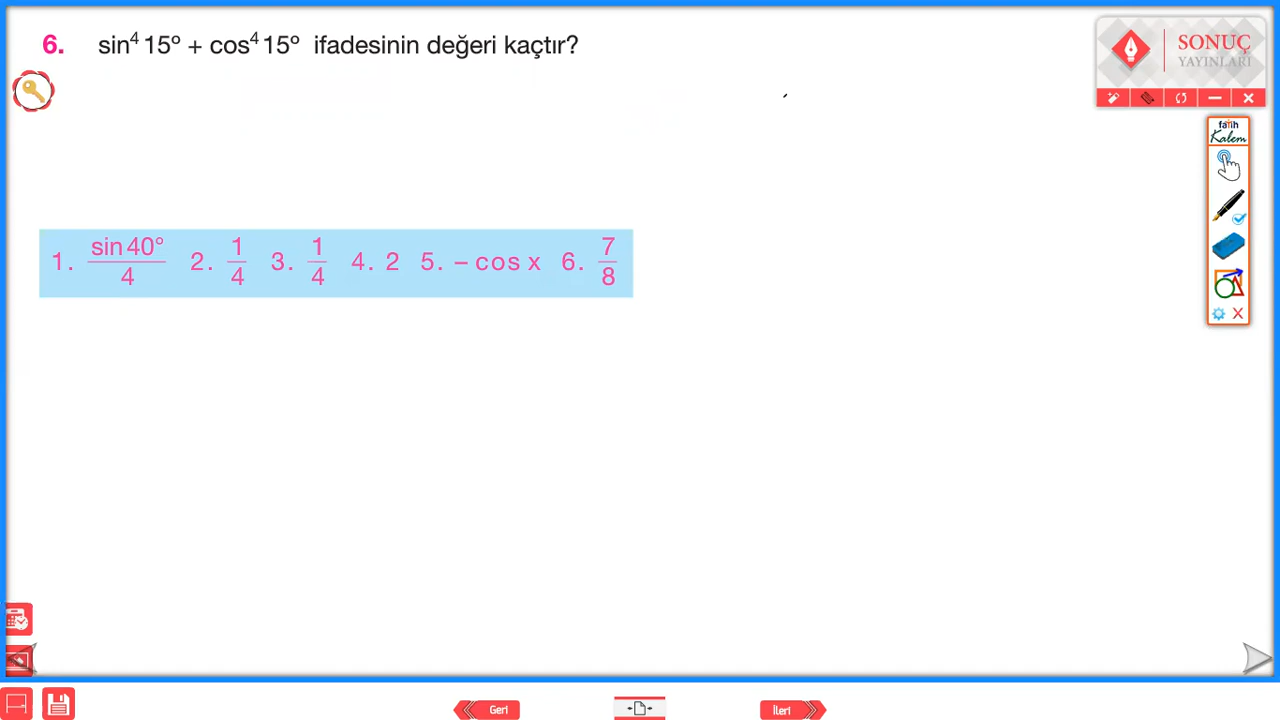 6. sin⁴ 15° + cos⁴ 15° ifadesinin değeri kaçtır?
SONUÇ
YAYINLARI
fatih
Kalem
1. sin 40°/4 2. 1/4 3. 1/4 4. 2 5. – cos x 6. 7/8
Geri
İleri